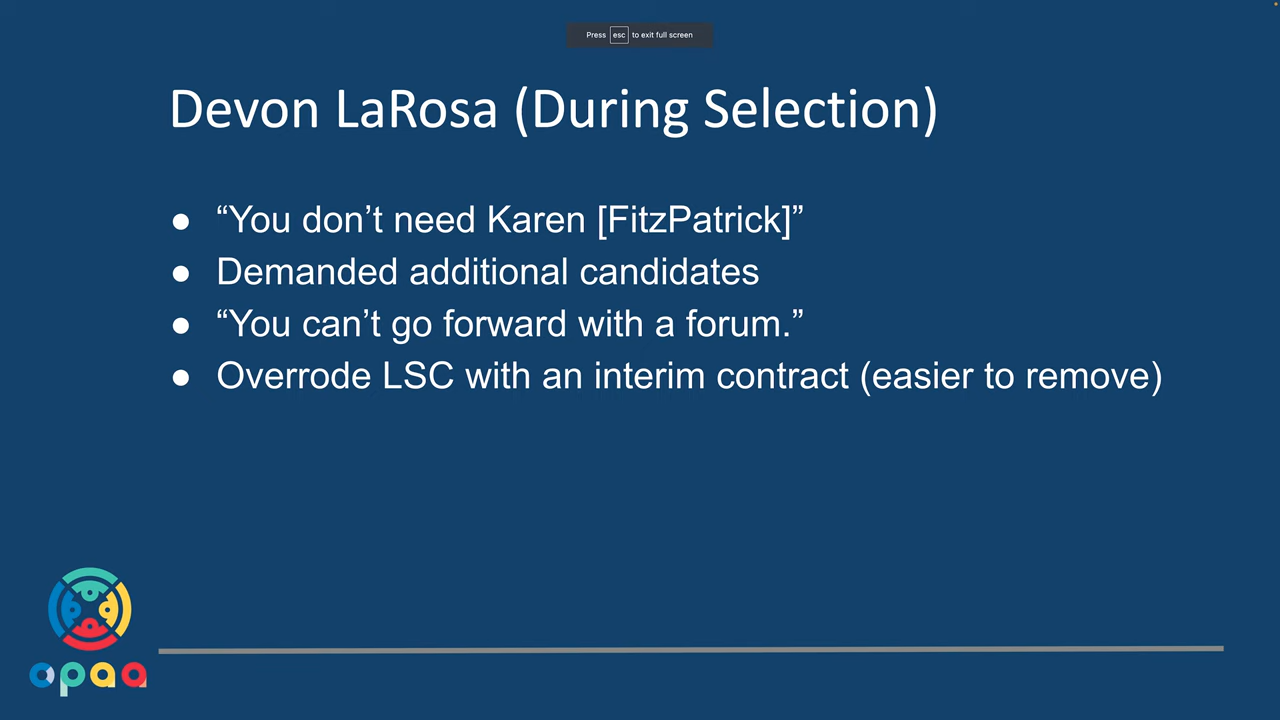 Press esc to exit full screen
Devon LaRosa (During Selection)
● “You don’t need Karen [FitzPatrick]”
● Demanded additional candidates
● “You can’t go forward with a forum.”
● Overrode LSC with an interim contract (easier to remove)
opaa